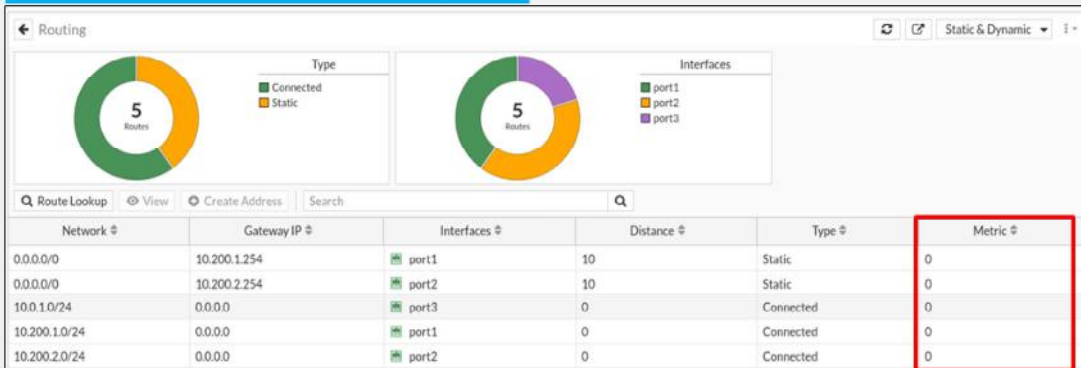 Routing
Static & Dynamic
Type
Connected
Static
5
Routes
Interfaces
port1
port2
port3
5
Routes
Route Lookup View Create Address Search
Network Gateway IP Interfaces Distance Type Metric
0.0.0.0/0 10.200.1.254 port1 10 Static 0
0.0.0.0/0 10.200.2.254 port2 10 Static 0
10.0.1.0/24 0.0.0.0 port3 0 Connected 0
10.200.1.0/24 0.0.0.0 port1 0 Connected 0
10.200.2.0/24 0.0.0.0 port2 0 Connected 0